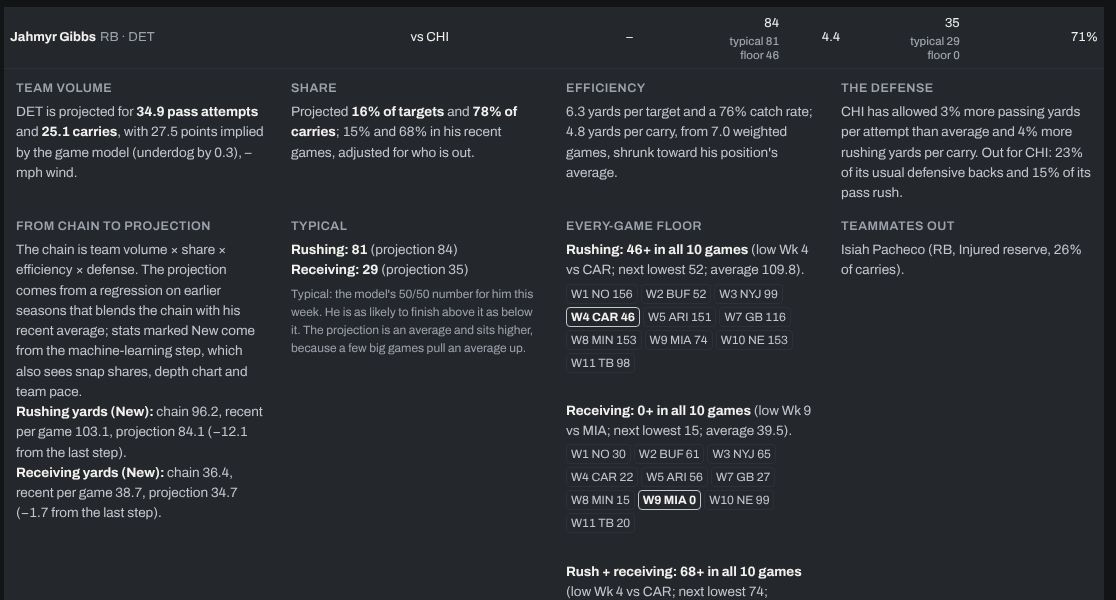 Jahmyr Gibbs RB · DET
vs CHI
–
84
typical 81
floor 46
4.4
35
typical 29
floor 0
71%
TEAM VOLUME
DET is projected for 34.9 pass attempts
and 25.1 carries, with 27.5 points implied
by the game model (underdog by 0.3), –
mph wind.
SHARE
Projected 16% of targets and 78% of
carries; 15% and 68% in his recent
games, adjusted for who is out.
EFFICIENCY
6.3 yards per target and a 76% catch rate;
4.8 yards per carry, from 7.0 weighted
games, shrunk toward his position's
average.
THE DEFENSE
CHI has allowed 3% more passing yards
per attempt than average and 4% more
rushing yards per carry. Out for CHI: 23%
of its usual defensive backs and 15% of its
pass rush.
FROM CHAIN TO PROJECTION
The chain is team volume × share ×
efficiency × defense. The projection
comes from a regression on earlier
seasons that blends the chain with his
recent average; stats marked New come
from the machine-learning step, which
also sees snap shares, depth chart and
team pace.
Rushing yards (New): chain 96.2, recent
per game 103.1, projection 84.1 (−12.1
from the last step).
Receiving yards (New): chain 36.4,
recent per game 38.7, projection 34.7
(−1.7 from the last step).
TYPICAL
Rushing: 81 (projection 84)
Receiving: 29 (projection 35)
Typical: the model's 50/50 number for him this
week. He is as likely to finish above it as below
it. The projection is an average and sits higher,
because a few big games pull an average up.
EVERY-GAME FLOOR
Rushing: 46+ in all 10 games (low Wk 4
vs CAR; next lowest 52; average 109.8).
W1 NO 156 W2 BUF 52 W3 NYJ 99
W4 CAR 46 W5 ARI 151 W7 GB 116
W8 MIN 153 W9 MIA 74 W10 NE 153
W11 TB 98
Receiving: 0+ in all 10 games (low Wk 9
vs MIA; next lowest 15; average 39.5).
W1 NO 30 W2 BUF 61 W3 NYJ 65
W4 CAR 22 W5 ARI 56 W7 GB 27
W8 MIN 15 W9 MIA 0 W10 NE 99
W11 TB 20
Rush + receiving: 68+ in all 10 games
(low Wk 4 vs CAR; next lowest 74;
TEAMMATES OUT
Isiah Pacheco (RB, Injured reserve, 26%
of carries).